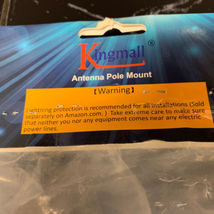 Kingmall®
Antenna Pole Mount
【Warning】
Lightning protection is recommended for all installations (Sold
separately on Amazon.com, ) Take extreme care to make sure
that neither you nor any equipment comes near any electric
power lines.